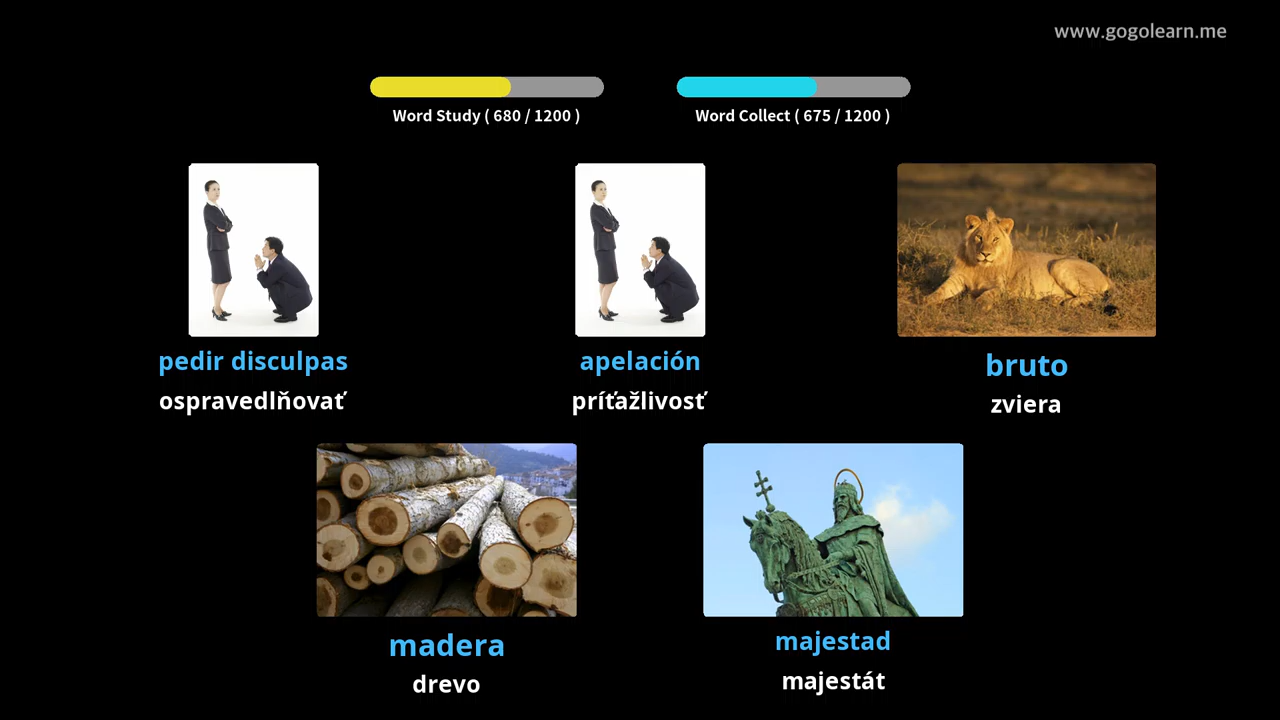 www.gogolearn.me
Word Study ( 680 / 1200 )
Word Collect ( 675 / 1200 )
pedir disculpas
ospravedlňovať
apelación
príťažlivosť
bruto
zviera
madera
drevo
majestad
majestát